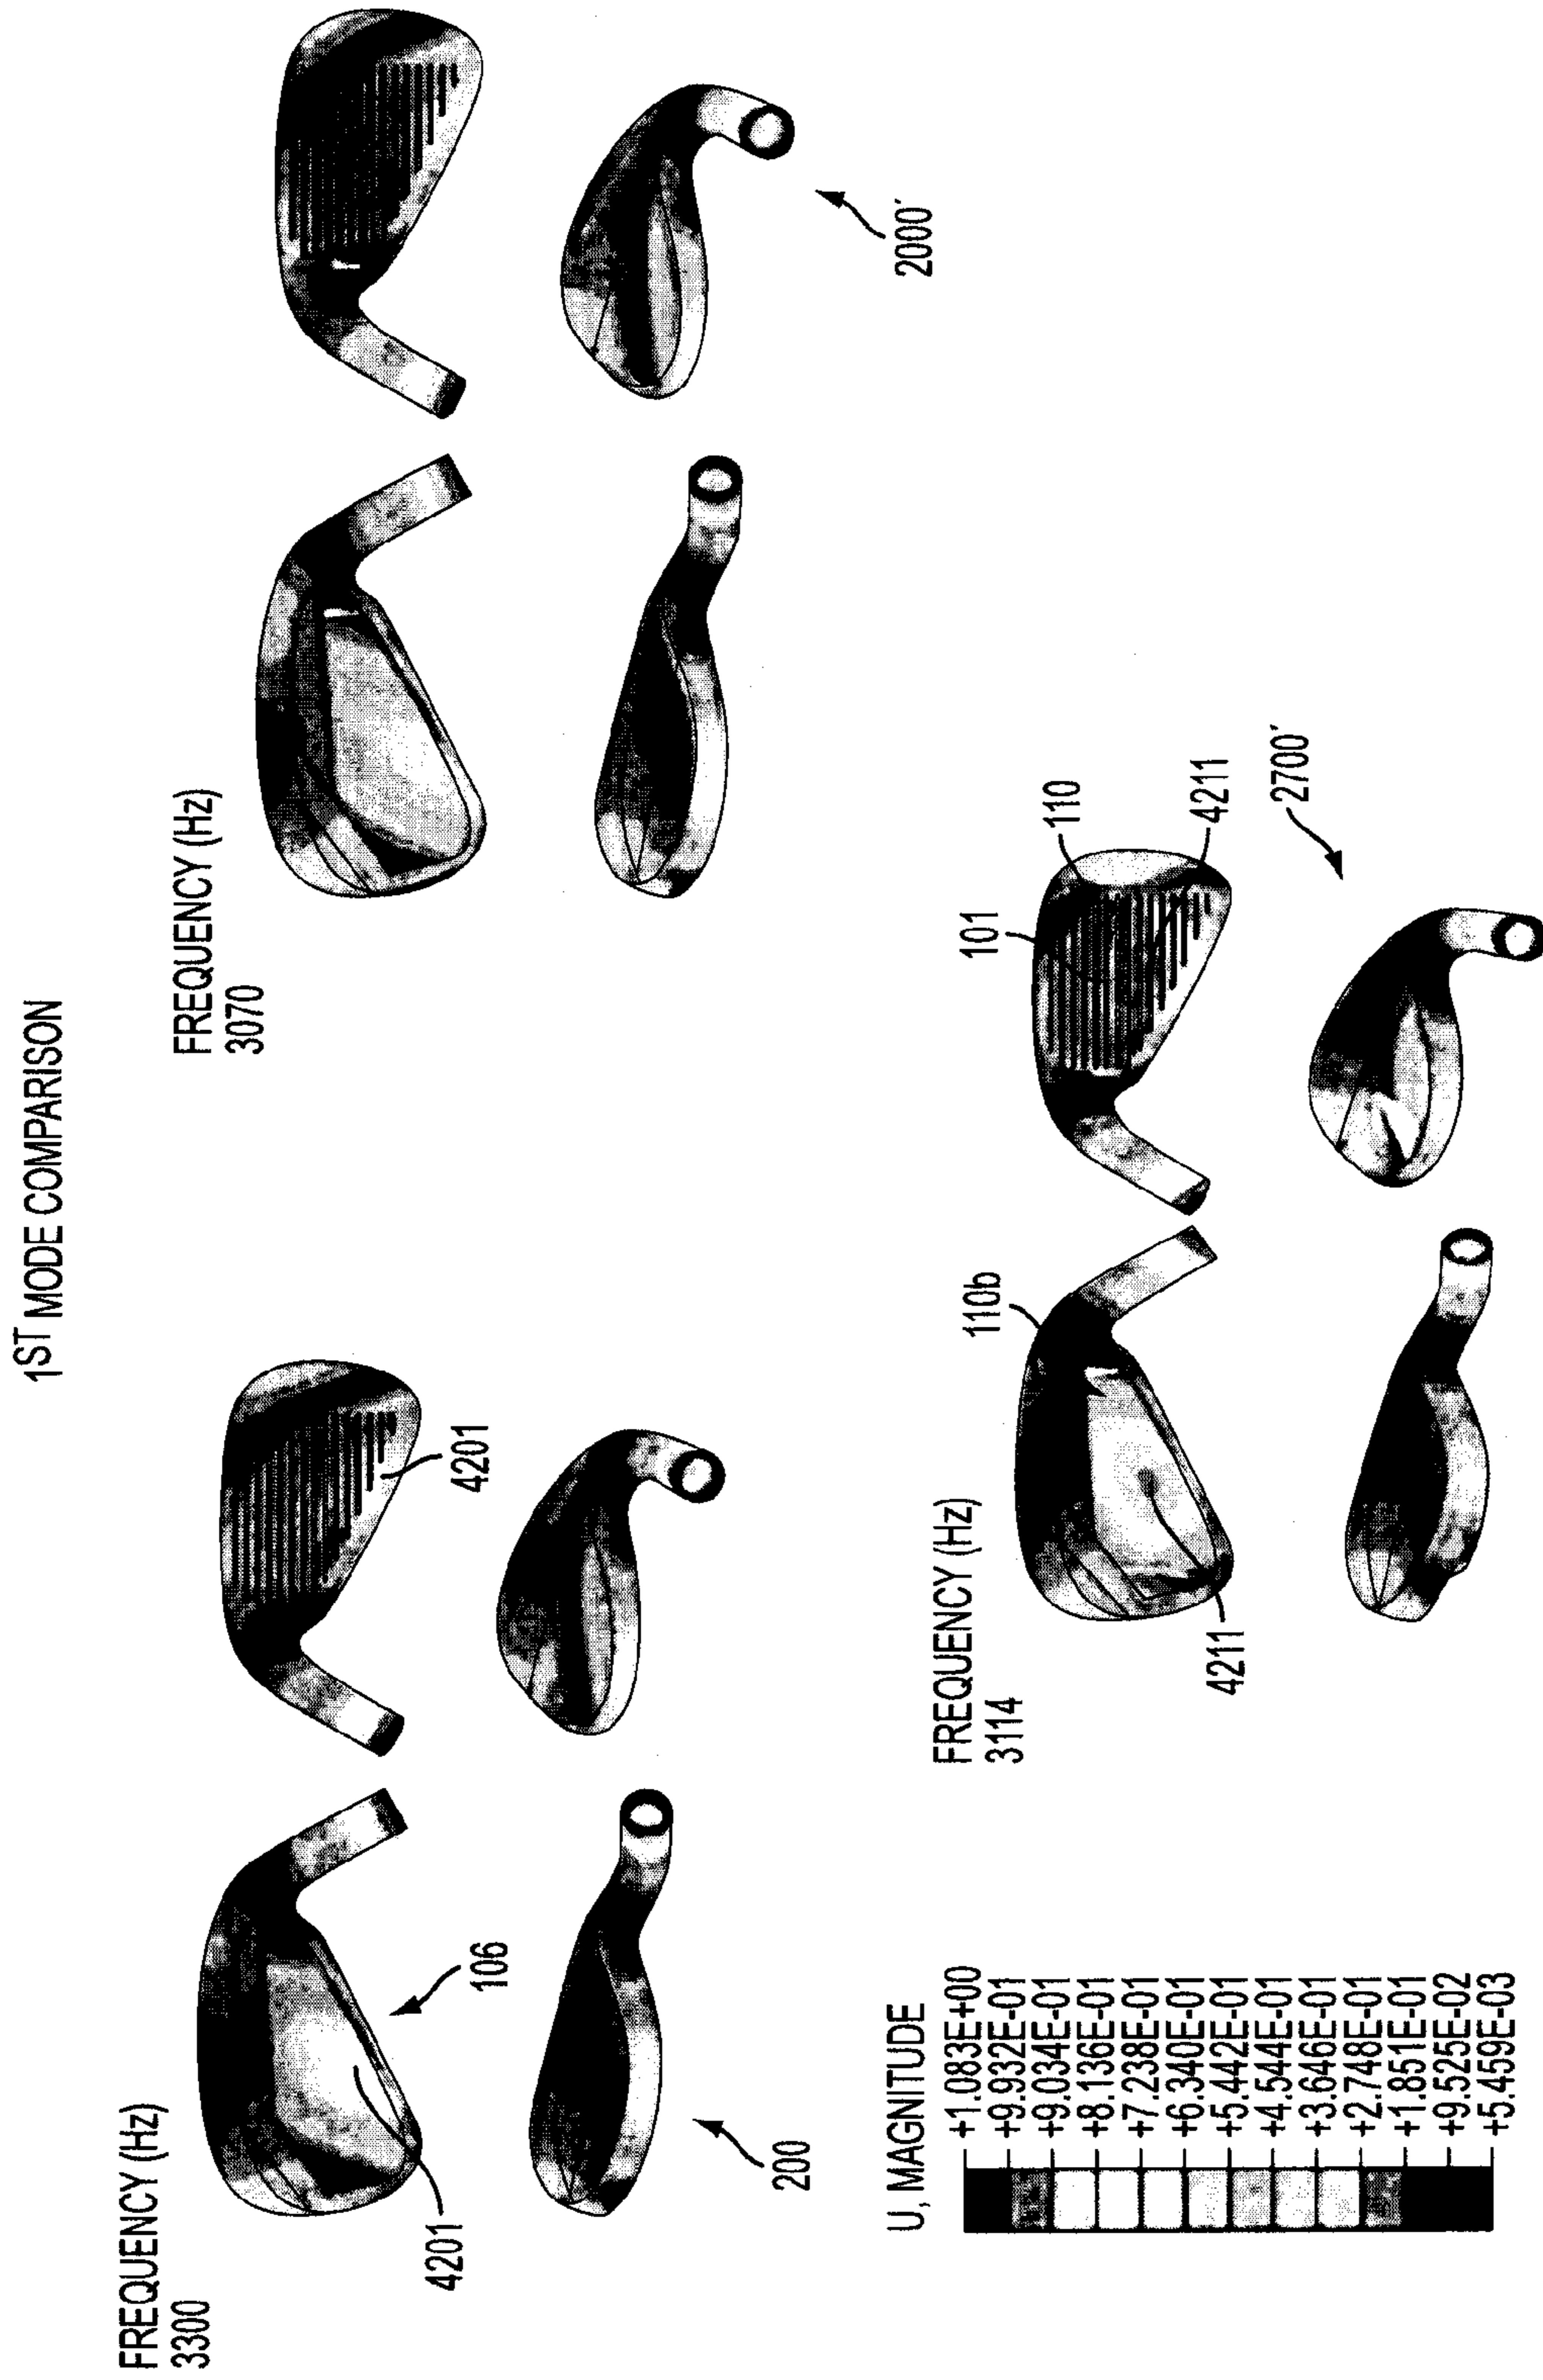 1ST MODE COMPARISON
FREQUENCY (Hz)
3300
4201
106
4201
200
FREQUENCY (Hz)
3070
2000'
U, MAGNITUDE
+1.083E+00
+9.932E-01
+9.034E-01
+8.136E-01
+7.238E-01
+6.340E-01
+5.442E-01
+4.544E-01
+3.646E-01
+2.748E-01
+1.851E-01
+9.525E-02
+5.459E-03
FREQUENCY (Hz)
3114
110b
4211
101
110
4211
2700'